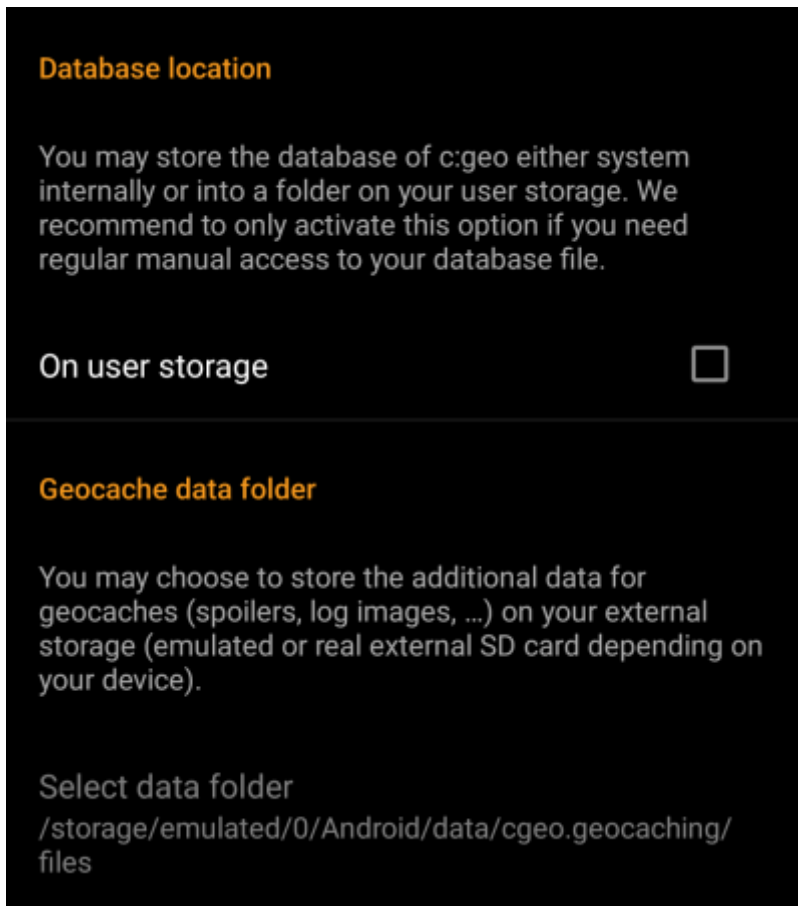 Database location
You may store the database of c:geo either system
internally or into a folder on your user storage. We
recommend to only activate this option if you need
regular manual access to your database file.
On user storage
Geocache data folder
You may choose to store the additional data for
geocaches (spoilers, log images, …) on your external
storage (emulated or real external SD card depending on
your device).
Select data folder
/storage/emulated/0/Android/data/cgeo.geocaching/
files